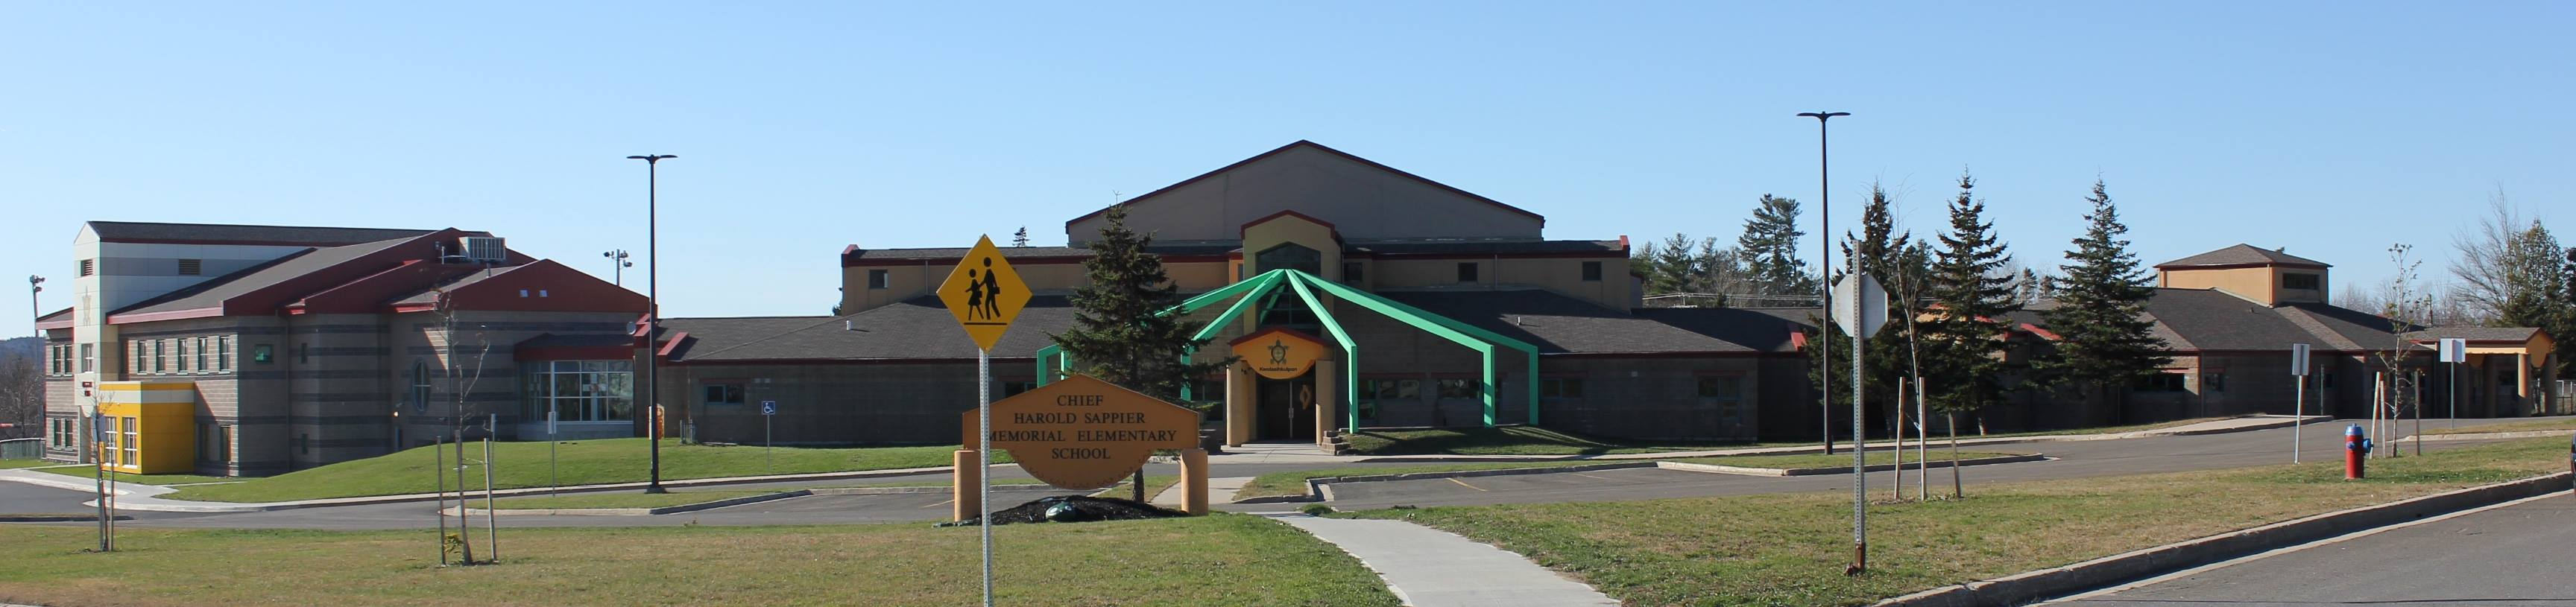 CHIEF
HAROLD SAPPIER
MEMORIAL ELEMENTARY
SCHOOL